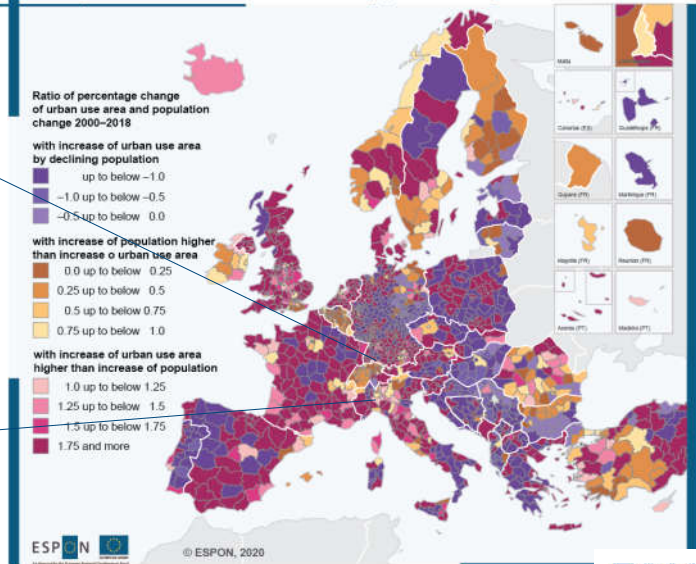 Ratio of percentage change
of urban use area and population
change 2000–2018
with increase of urban use area
by declining population
up to below –1.0
–1.0 up to below –0.5
–0.5 up to below 0.0
with increase of population higher
than increase o urban use area
0.0 up to below 0.25
0.25 up to below 0.5
0.5 up to below 0.75
0.75 up to below 1.0
with increase of urban use area
higher than increase of population
1.0 up to below 1.25
1.25 up to below 1.5
1.5 up to below 1.75
1.75 and more
Malta
Canarias (ES)
Guadeloupe (FR)
Guyane (FR)
Martinique (FR)
Mayotte (FR)
Réunion (FR)
Azores (PT)
Madeira (PT)
ESPON
© ESPON, 2020